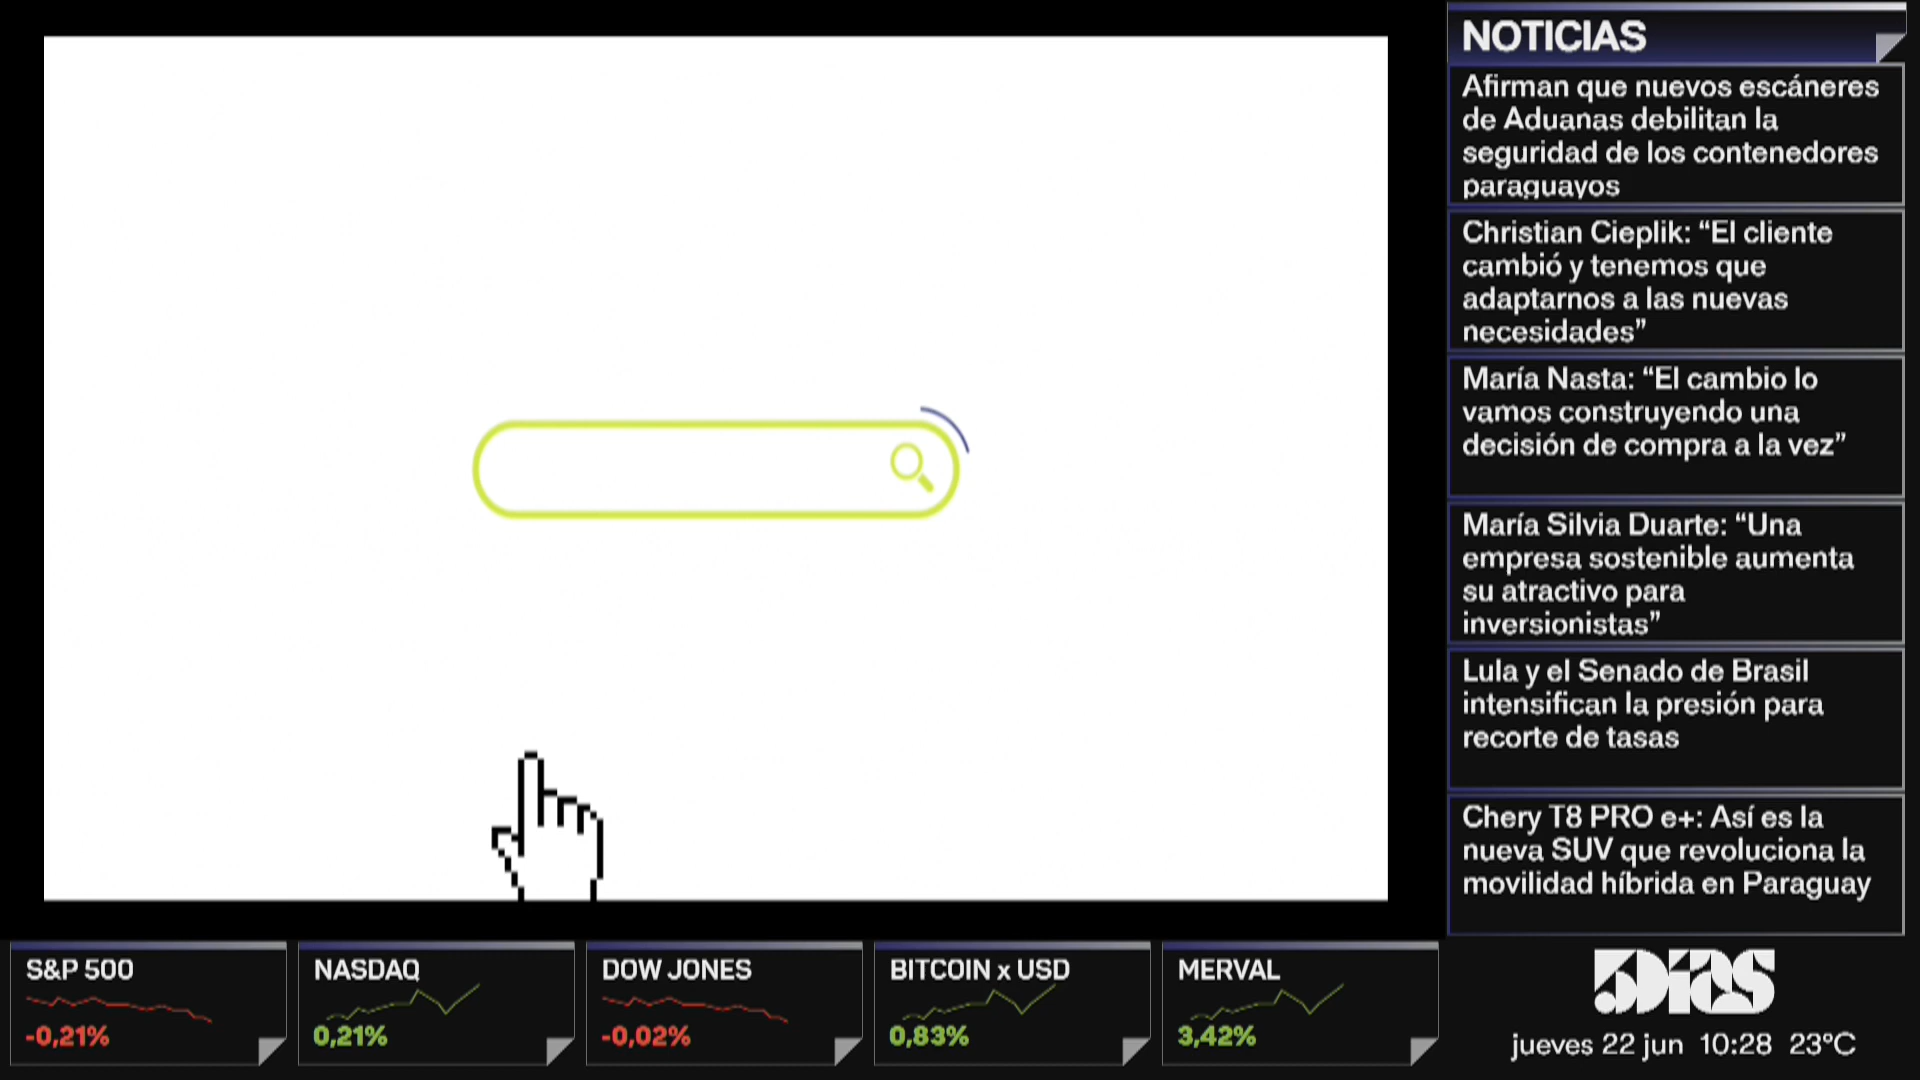 NOTICIAS
Afirman que nuevos escáneres
de Aduanas debilitan la
seguridad de los contenedores
paraguayos
Christian Cieplik: “El cliente
cambió y tenemos que
adaptarnos a las nuevas
necesidades”
María Nasta: “El cambio lo
vamos construyendo una
decisión de compra a la vez”
María Silvia Duarte: “Una
empresa sostenible aumenta
su atractivo para
inversionistas”
Lula y el Senado de Brasil
intensifican la presión para
recorte de tasas
Chery T8 PRO e+: Así es la
nueva SUV que revoluciona la
movilidad híbrida en Paraguay
S&P 500
-0,21%
NASDAQ
0,21%
DOW JONES
-0,02%
BITCOIN x USD
0,83%
MERVAL
3,42%
5Días
jueves 22 jun 10:28 23°C